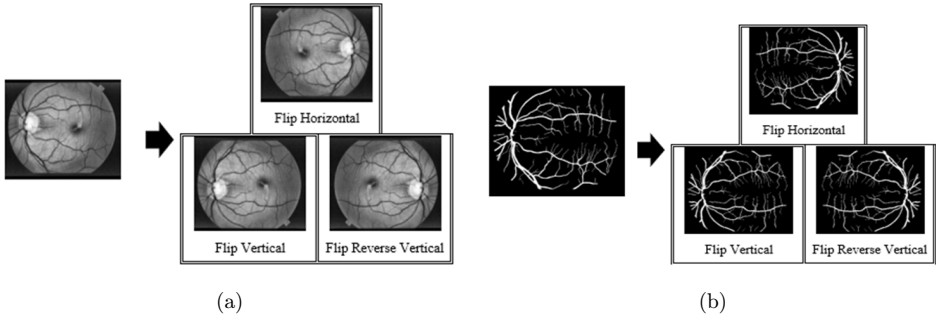 Flip Horizontal
Flip Vertical
Flip Reverse Vertical
(a)
Flip Horizontal
Flip Vertical
Flip Reverse Vertical
(b)